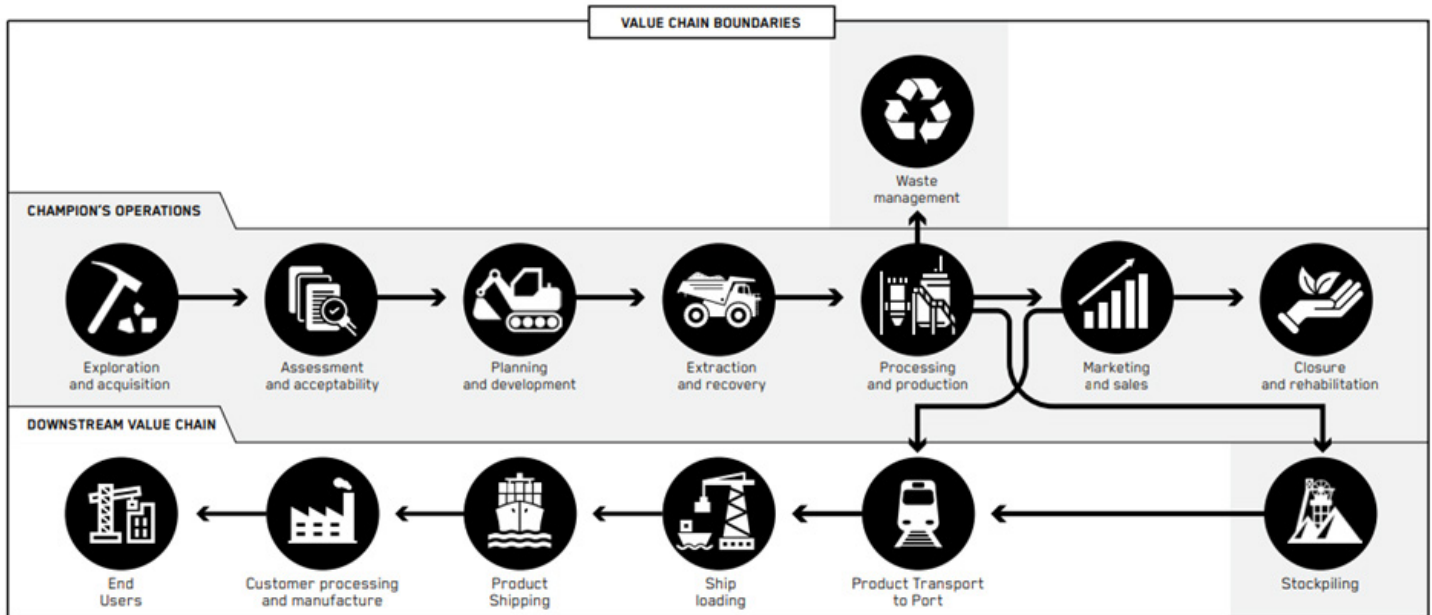 VALUE CHAIN BOUNDARIES
Waste
management
CHAMPION'S OPERATIONS
Exploration
and acquisition
Assessment
and acceptability
Planning
and development
Extraction
and recovery
Processing
and production
Marketing
and sales
Closure
and rehabilitation
DOWNSTREAM VALUE CHAIN
End
Users
Customer processing
and manufacture
Product
Shipping
Ship
loading
Product Transport
to Port
Stockpiling